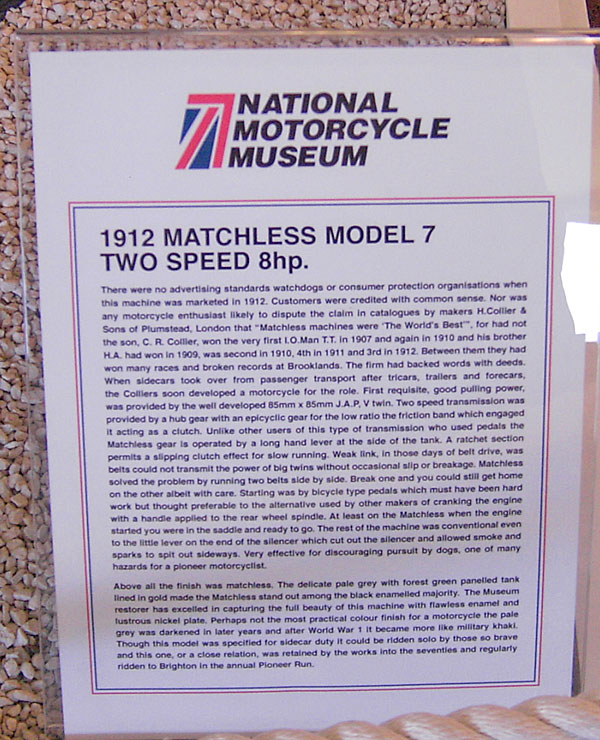 NATIONAL
MOTORCYCLE
MUSEUM
1912 MATCHLESS MODEL 7
TWO SPEED 8hp.
There were no advertising standards watchdogs or consumer protection organisations when
this machine was marketed in 1912. Customers were credited with common sense. Nor was
any motorcycle enthusiast likely to dispute the claim in catalogues by makers H.Collier &
Sons of Plumstead, London that "Matchless machines were 'The World's Best'", for had not
the son, C. R. Collier, won the very first I.O.Man T.T. in 1907 and again in 1910 and his brother
H.A. had won in 1909, was second in 1910, 4th in 1911 and 3rd in 1912. Between them they had
won many races and broken records at Brooklands. The firm had backed words with deeds.
When sidecars took over from passenger transport after tricars, trailers and forecars,
the Colliers soon developed a motorcycle for the role. First requisite, good pulling power,
was provided by the well developed 85mm x 85mm J.A.P, V twin. Two speed transmission was
provided by a hub gear with an epicyclic gear for the low ratio the friction band which engaged
it acting as a clutch. Unlike other users of this type of transmission who used pedals the
Matchless gear is operated by a long hand lever at the side of the tank. A ratchet section
permits a slipping clutch effect for slow running. Weak link, in those days of belt drive, was
belts could not transmit the power of big twins without occasional slip or breakage. Matchless
solved the problem by running two belts side by side. Break one and you could still get home
on the other albeit with care. Starting was by bicycle type pedals which must have been hard
work but thought preferable to the alternative used by other makers of cranking the engine
with a handle applied to the rear wheel spindle. At least on the Matchless when the engine
started you were in the saddle and ready to go. The rest of the machine was conventional even
to the little lever on the end of the silencer which cut out the silencer and allowed smoke and
sparks to spit out sideways. Very effective for discouraging pursuit by dogs, one of many
hazards for a pioneer motorcyclist.
Above all the finish was matchless. The delicate pale grey with forest green panelled tank
lined in gold made the Matchless stand out among the black enamelled majority. The Museum
restorer has excelled in capturing the full beauty of this machine with flawless enamel and
lustrous nickel plate. Perhaps not the most practical colour finish for a motorcycle the pale
grey was darkened in later years and after World War 1 it became more like military khaki.
Though this model was specified for sidecar duty it could be ridden solo by those so brave
and this one, or a close relation, was retained by the works into the seventies and regularly
ridden to Brighton in the annual Pioneer Run.